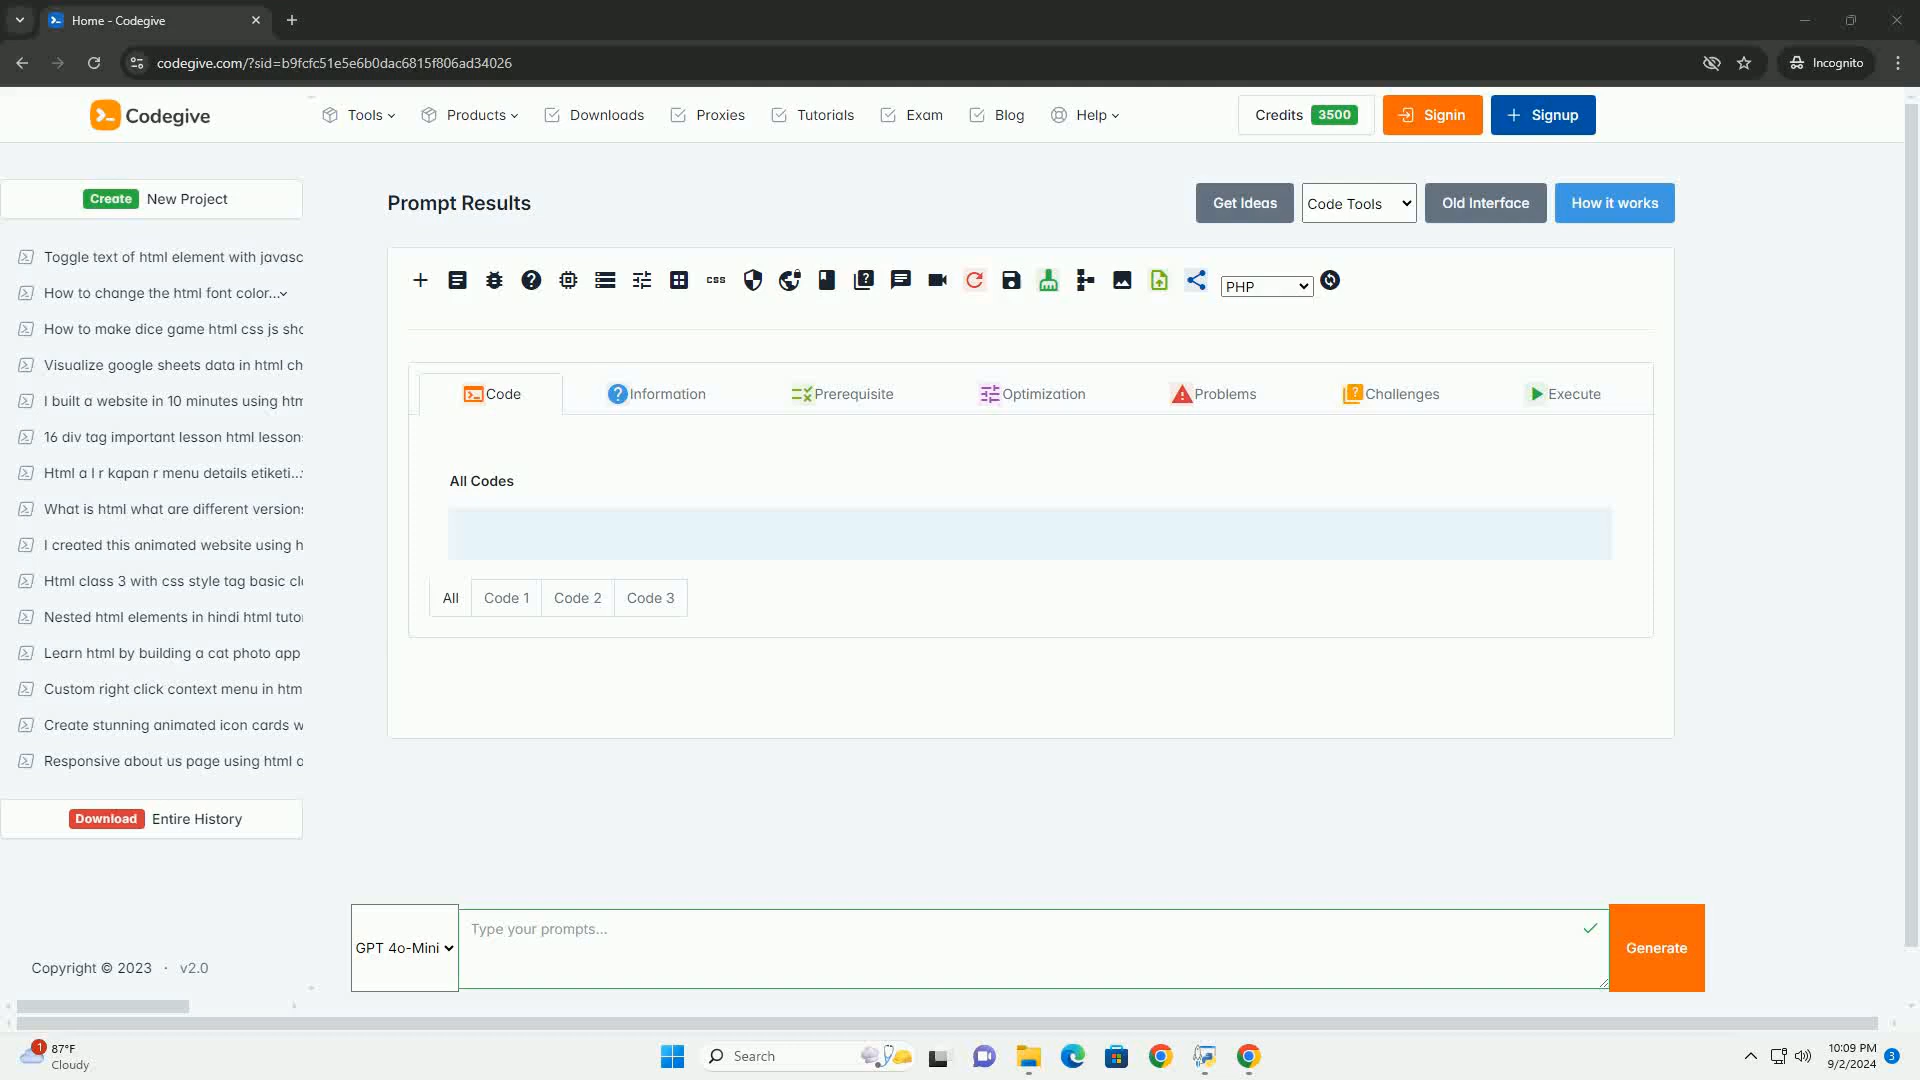 Home - Codegive
codegive.com/?sid=b9fcfc51e5e6b0dac6815f806ad34026
Incognito
Codegive
Tools
Products
Downloads
Proxies
Tutorials
Exam
Blog
Help
Credits 3500
Signin
Signup
Create New Project
Toggle text of html element with javasc
How to change the html font color...
How to make dice game html css js sho
Visualize google sheets data in html ch
I built a website in 10 minutes using htm
16 div tag important lesson html lesson
Html a l r kapan r menu details etiketi...
What is html what are different version
I created this animated website using h
Html class 3 with css style tag basic cl
Nested html elements in hindi html tuto
Learn html by building a cat photo app
Custom right click context menu in htm
Create stunning animated icon cards w
Responsive about us page using html a
Download Entire History
Copyright © 2023 · v2.0
Prompt Results
Get Ideas
Code Tools
Old Interface
How it works
css
PHP
Code
Information
Prerequisite
Optimization
Problems
Challenges
Execute
All Codes
All
Code 1
Code 2
Code 3
GPT 4o-Mini
Type your prompts...
Generate
1
87°F
Cloudy
Search
10:09 PM
9/2/2024
3